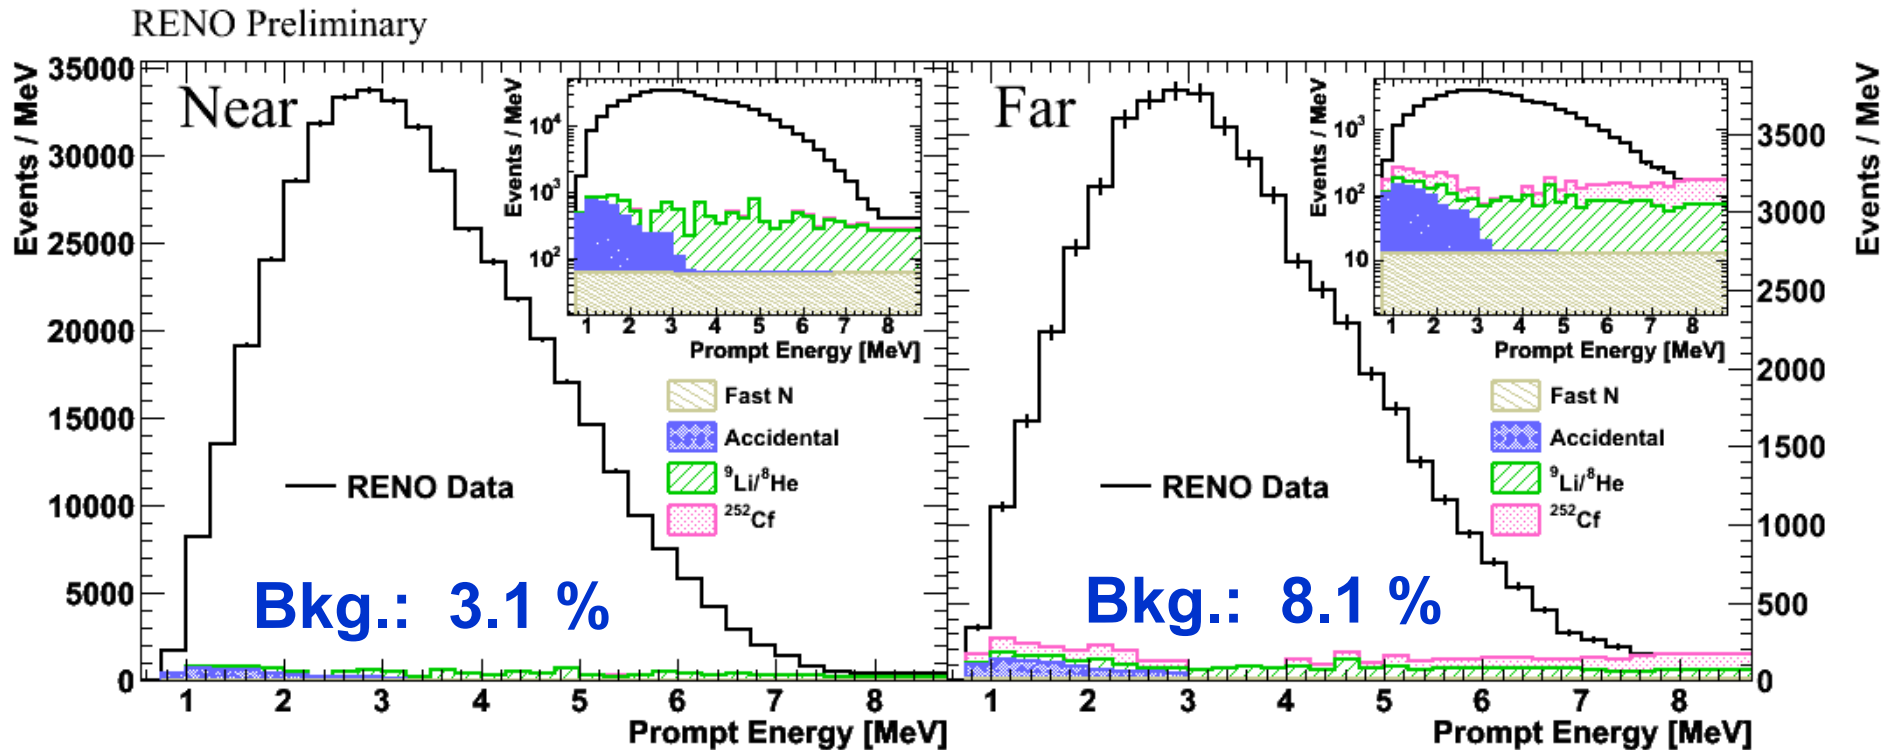 RENO Preliminary
Events / MeV
35000
30000
25000
20000
15000
10000
5000
0
Near
Events / MeV
10⁴
10³
10²
1 2 3 4 5 6 7 8
Prompt Energy [MeV]
Fast N
Accidental
⁹Li/⁸He
²⁵²Cf
RENO Data
Bkg.: 3.1 %
1 2 3 4 5 6 7 8
Prompt Energy [MeV]
Far
Events / MeV
10³
10²
10
1 2 3 4 5 6 7 8
Prompt Energy [MeV]
Fast N
Accidental
⁹Li/⁸He
²⁵²Cf
RENO Data
Bkg.: 8.1 %
1 2 3 4 5 6 7 8
Prompt Energy [MeV]
Events / MeV
3500
3000
2500
2000
1500
1000
500
0